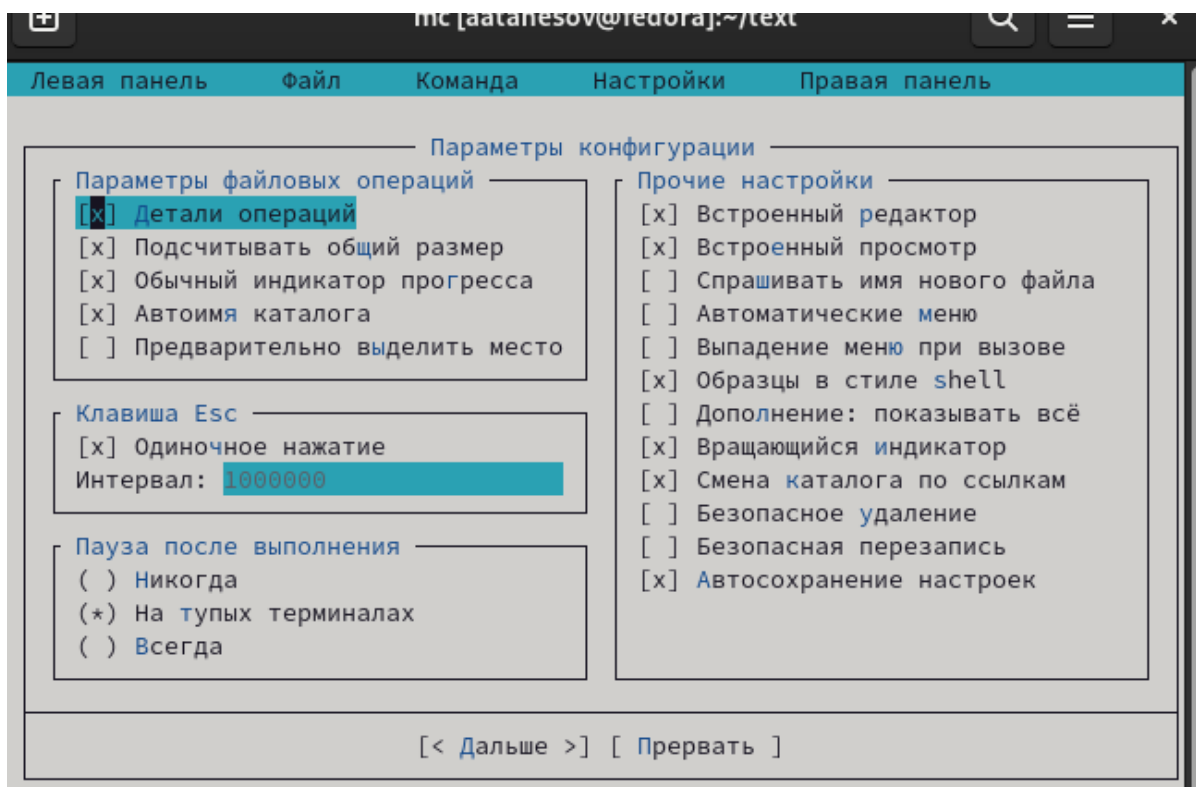 mc [aatanesov@fedora]:~/text
Левая панель Файл Команда Настройки Правая панель
Параметры конфигурации
Параметры файловых операций
[x] Детали операций
[x] Подсчитывать общий размер
[x] Обычный индикатор прогресса
[x] Автоимя каталога
[ ] Предварительно выделить место
Клавиша Esc
[x] Одиночное нажатие
Интервал: 1000000
Пауза после выполнения
( ) Никогда
(*) На тупых терминалах
( ) Всегда
Прочие настройки
[x] Встроенный редактор
[x] Встроенный просмотр
[ ] Спрашивать имя нового файла
[ ] Автоматические меню
[ ] Выпадение меню при вызове
[x] Образцы в стиле shell
[ ] Дополнение: показывать всё
[x] Вращающийся индикатор
[x] Смена каталога по ссылкам
[ ] Безопасное удаление
[ ] Безопасная перезапись
[x] Автосохранение настроек
[< Дальше >] [ Прервать ]